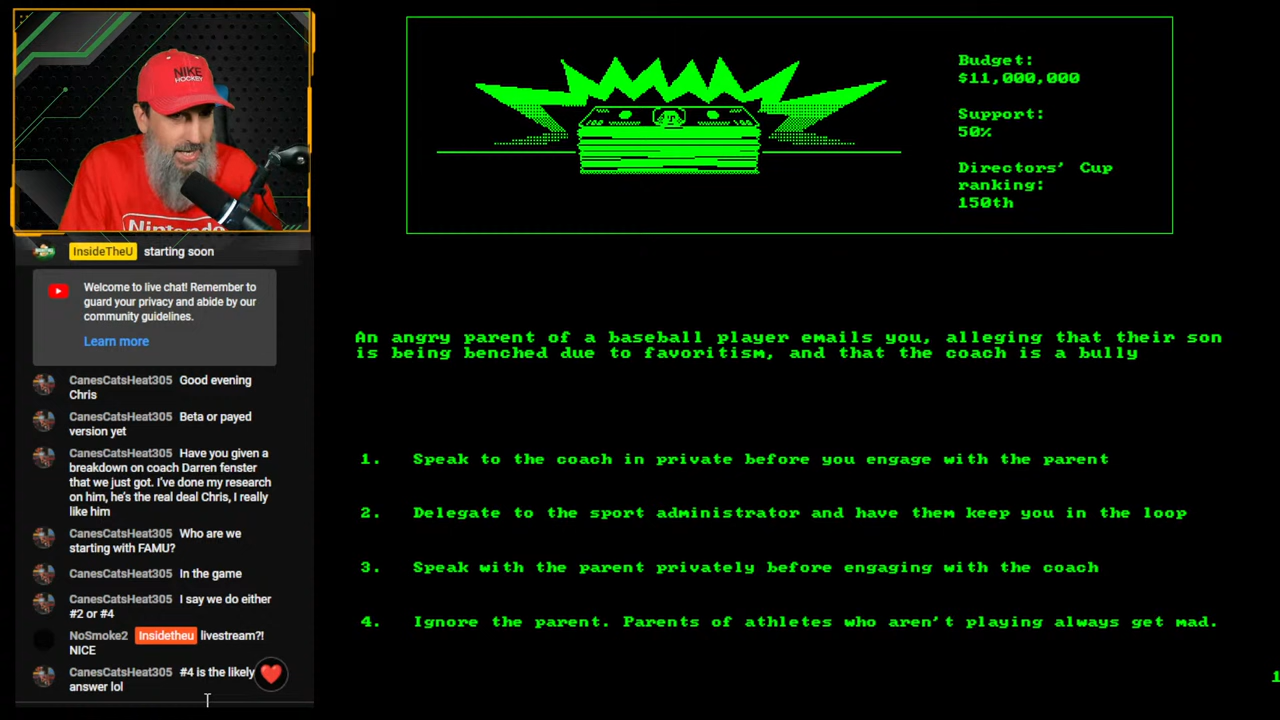 NIKE
HOCKEY
Nintendo
InsideTheU starting soon
Welcome to live chat! Remember to
guard your privacy and abide by our
community guidelines.
Learn more
CanesCatsHeat305 Good evening
Chris
CanesCatsHeat305 Beta or payed
version yet
CanesCatsHeat305 Have you given a
breakdown on coach Darren fenster
that we just got. I've done my research
on him, he's the real deal Chris, I really
like him
CanesCatsHeat305 Who are we
starting with FAMU?
CanesCatsHeat305 In the game
CanesCatsHeat305 I say we do either
#2 or #4
NoSmoke2 Insidetheu livestream?!
NICE
CanesCatsHeat305 #4 is the likely
answer lol
Budget:
$11,000,000
Support:
50%
Directors' Cup
ranking:
150th
An angry parent of a baseball player emails you, alleging that their son
is being benched due to favoritism, and that the coach is a bully
1. Speak to the coach in private before you engage with the parent
2. Delegate to the sport administrator and have them keep you in the loop
3. Speak with the parent privately before engaging with the coach
4. Ignore the parent. Parents of athletes who aren't playing always get mad.
1